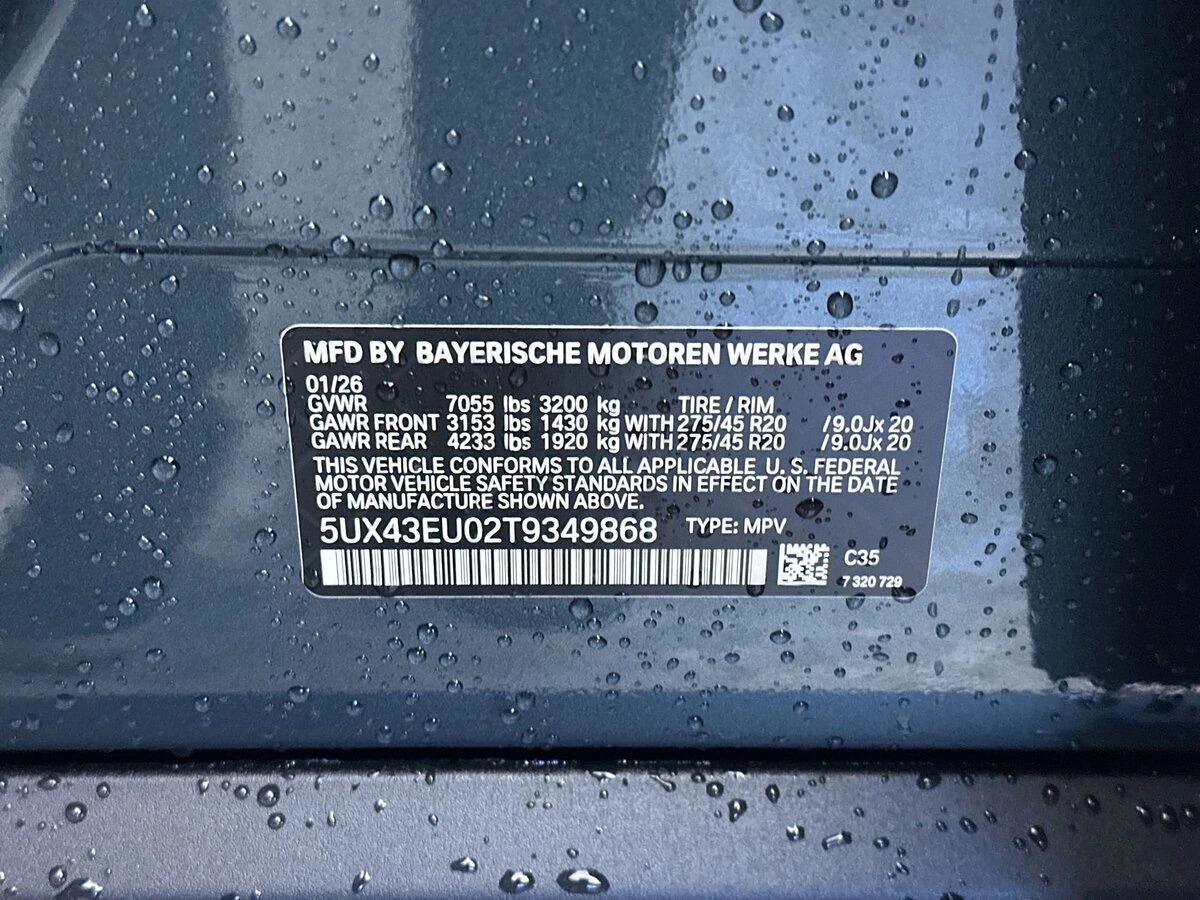 MFD BY BAYERISCHE MOTOREN WERKE AG
01/26
GVWR 7055 lbs 3200 kg TIRE / RIM
GAWR FRONT 3153 lbs 1430 kg WITH 275/45 R20 /9.0Jx 20
GAWR REAR 4233 lbs 1920 kg WITH 275/45 R20 /9.0Jx 20
THIS VEHICLE CONFORMS TO ALL APPLICABLE U. S. FEDERAL
MOTOR VEHICLE SAFETY STANDARDS IN EFFECT ON THE DATE
OF MANUFACTURE SHOWN ABOVE.
5UX43EU02T9349868 TYPE: MPV
C35
7 320 729